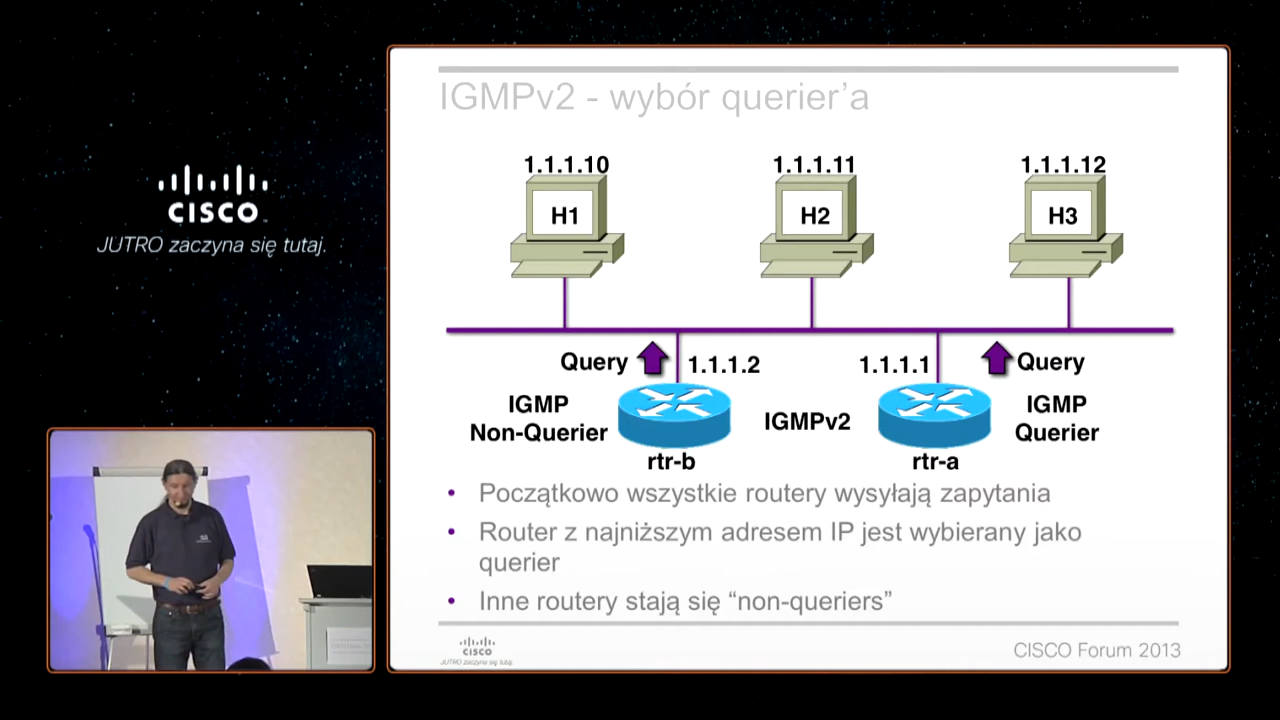 CISCO
JUTRO zaczyna się tutaj.
IGMPv2 - wybór querier’a
1.1.1.10
1.1.1.11
1.1.1.12
H1
H2
H3
Query
1.1.1.2
1.1.1.1
Query
IGMP
Non-Querier
IGMPv2
IGMP
Querier
rtr-b
rtr-a
• Początkowo wszystkie routery wysyłają zapytania
• Router z najniższym adresem IP jest wybierany jako
querier
• Inne routery stają się “non-queriers”
CISCO
JUTRO zaczyna się tutaj.
CISCO Forum 2013